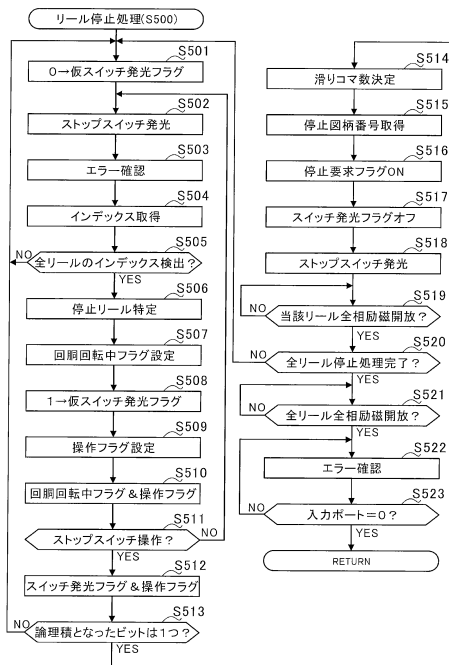 リール停止処理(S500)
S501
0→仮スイッチ発光フラグ
S502
ストップスイッチ発光
S503
エラー確認
S504
インデックス取得
S505
全リールのインデックス検出?
NO
YES
S506
停止リール特定
S507
回胴回転中フラグ設定
S508
1→仮スイッチ発光フラグ
S509
操作フラグ設定
S510
回胴回転中フラグ&操作フラグ
S511
ストップスイッチ操作?
NO
YES
S512
スイッチ発光フラグ&操作フラグ
S513
論理積となったビットは1つ?
NO
YES
S514
滑りコマ数決定
S515
停止図柄番号取得
S516
停止要求フラグON
S517
スイッチ発光フラグオフ
S518
ストップスイッチ発光
S519
当該リール全相励磁開放?
NO
YES
S520
全リール停止処理完了?
NO
YES
S521
全リール全相励磁開放?
NO
YES
S522
エラー確認
S523
入力ポート=0?
NO
YES
RETURN